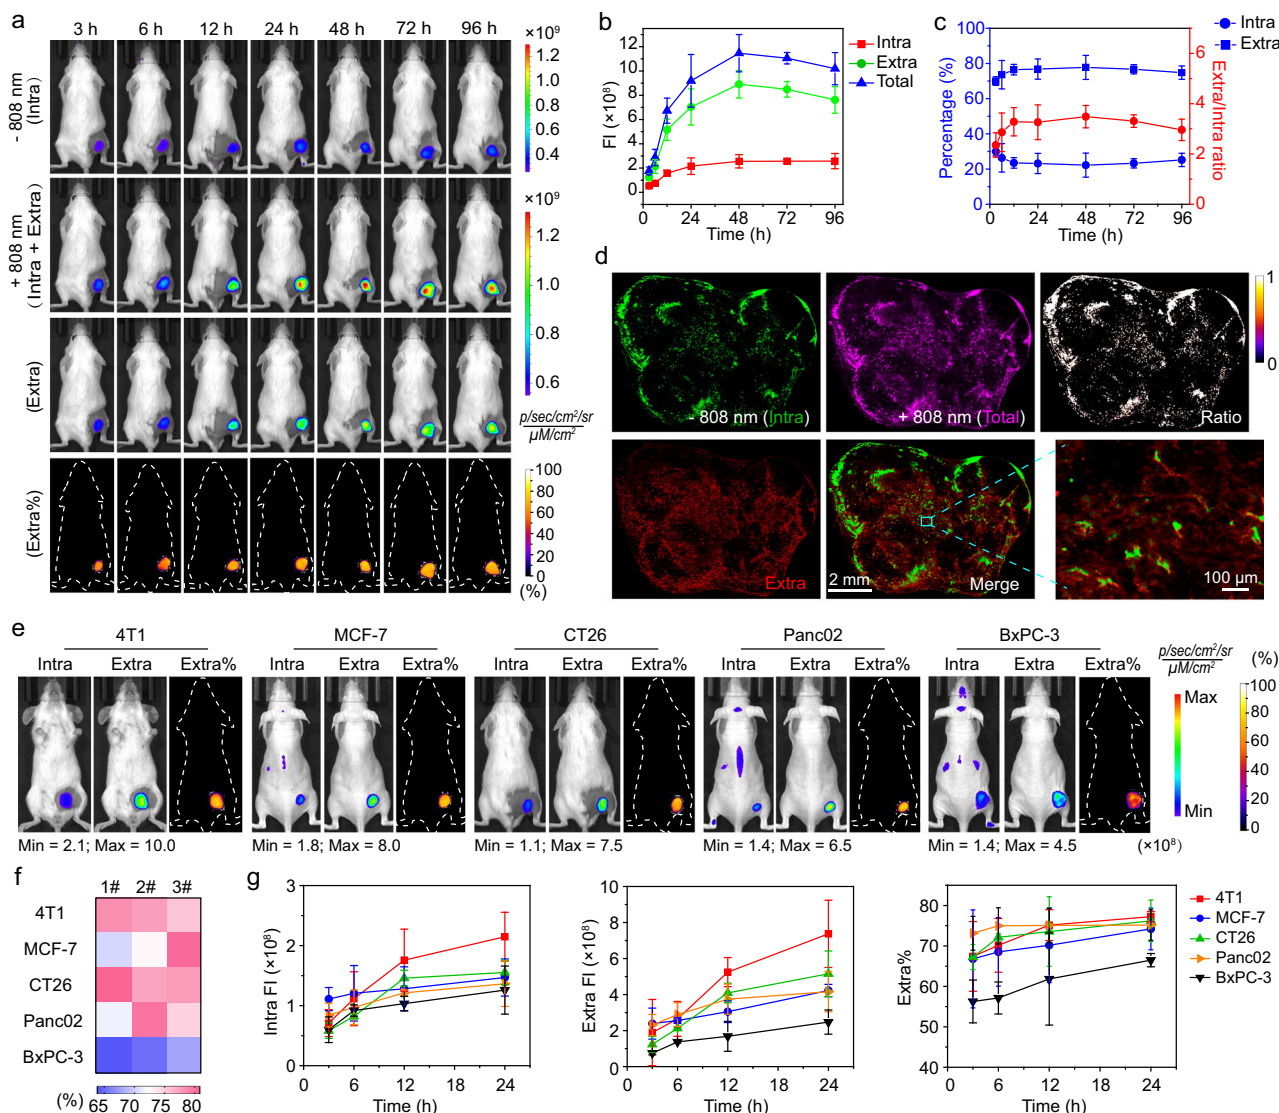 a
3 h 6 h 12 h 24 h 48 h 72 h 96 h
- 808 nm
(Intra)
×10⁹
1.2
1.0
0.8
0.6
0.4
+ 808 nm
(Intra + Extra)
×10⁹
1.2
1.0
0.8
0.6
(Extra)
p/sec/cm²/sr
µM/cm²
(Extra%)
100
80
60
40
20
0
(%)
b
FI (×10⁸)
12
10
8
6
4
2
0
0 24 48 72 96
Time (h)
Intra
Extra
Total
c
Percentage (%)
100
80
60
40
20
0
0 24 48 72 96
Time (h)
Extra/Intra ratio
6
4
2
0
Intra
Extra
d
- 808 nm (Intra)
+ 808 nm (Total)
Ratio
1
0
Extra
2 mm
Merge
100 µm
e
4T1 MCF-7 CT26 Panc02 BxPC-3
Intra Extra Extra% Intra Extra Extra% Intra Extra Extra% Intra Extra Extra% Intra Extra Extra%
Min = 2.1; Max = 10.0 Min = 1.8; Max = 8.0 Min = 1.1; Max = 7.5 Min = 1.4; Max = 6.5 Min = 1.4; Max = 4.5 (×10⁸)
p/sec/cm²/sr
µM/cm²
Max
Min
(%)
100
80
60
40
20
0
f
1# 2# 3#
4T1
MCF-7
CT26
Panc02
BxPC-3
(%) 65 70 75 80
g
Intra FI (×10⁸)
3
2
1
0
0 6 12 18 24
Time (h)
Extra FI (×10⁸)
10
8
6
4
2
0
0 6 12 18 24
Time (h)
Extra%
80
70
60
50
40
0 6 12 18 24
Time (h)
4T1
MCF-7
CT26
Panc02
BxPC-3